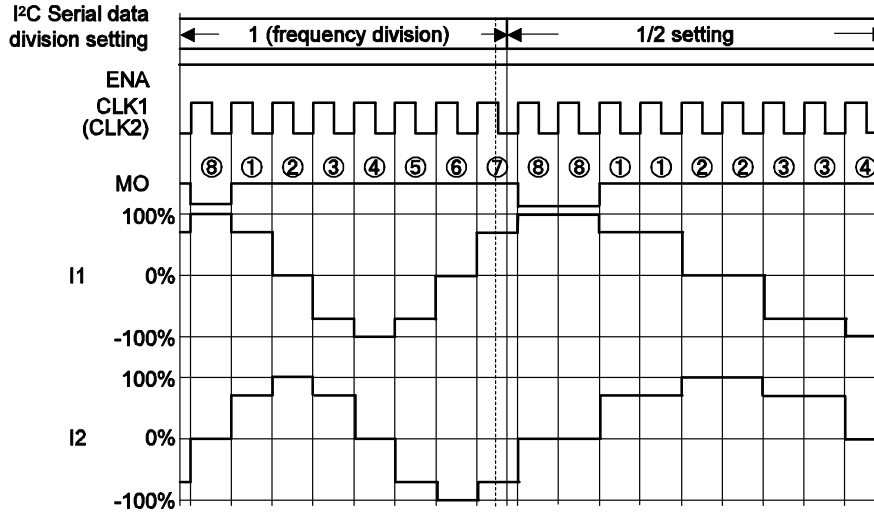 I²C Serial data
division setting
1 (frequency division)
1/2 setting
ENA
CLK1
(CLK2)
⑧ ① ② ③ ④ ⑤ ⑥ ⑦ ⑧ ⑧ ① ① ② ② ③ ③ ④
MO
100%
I1 0%
-100%
100%
I2 0%
-100%